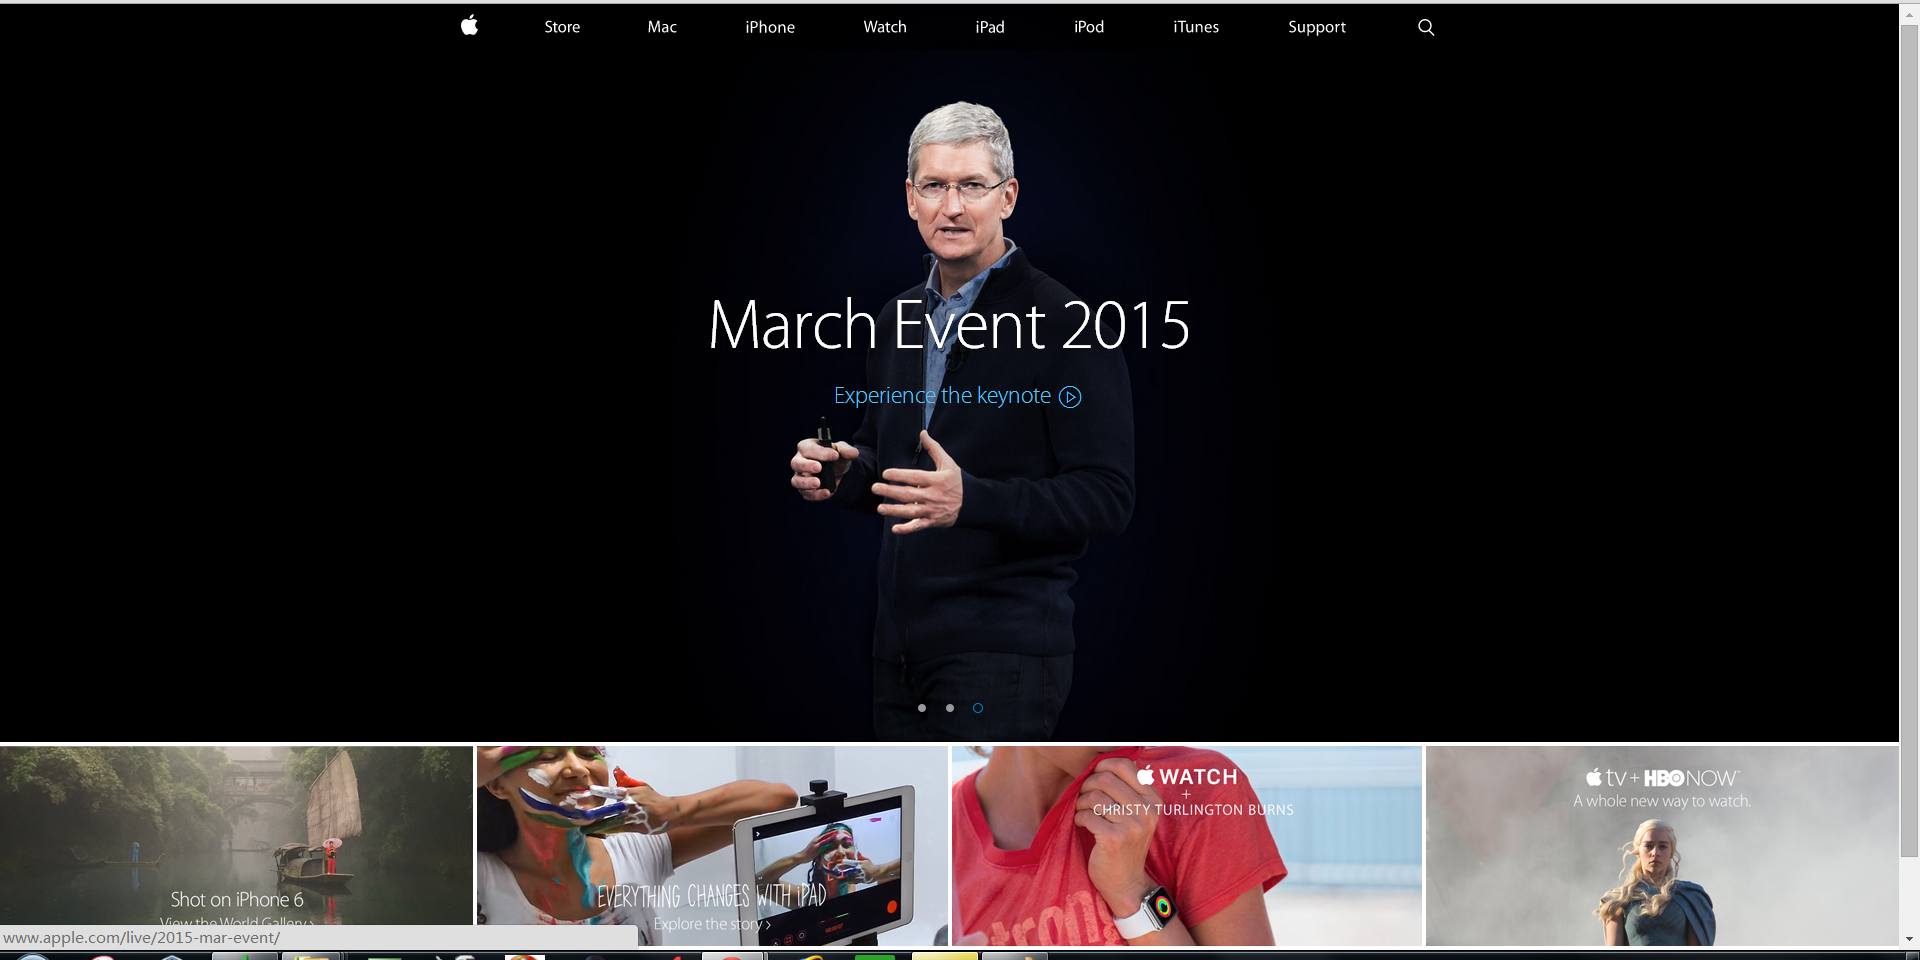 Store Mac iPhone Watch iPad iPod iTunes Support
March Event 2015
Experience the keynote
Shot on iPhone 6
View the World Gallery ›
EVERYTHING CHANGES WITH iPAD
Explore the story ›
WATCH
+
CHRISTY TURLINGTON BURNS
tv + HBO NOW
A whole new way to watch.
www.apple.com/live/2015-mar-event/